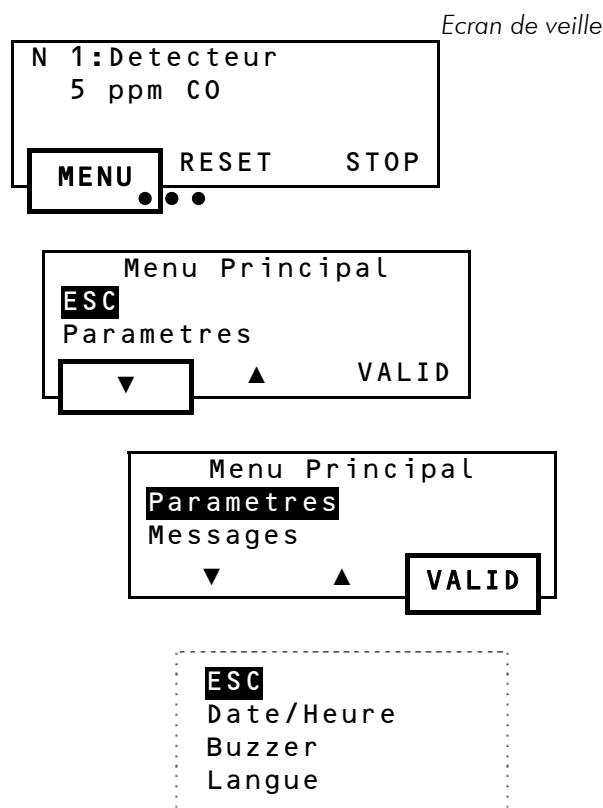 Ecran de veille
N 1:Detecteur
5 ppm CO
MENU RESET STOP
● ● ●
Menu Principal
ESC
Parametres
▼ ▲ VALID
Menu Principal
Parametres
Messages
▼ ▲ VALID
ESC
Date/Heure
Buzzer
Langue